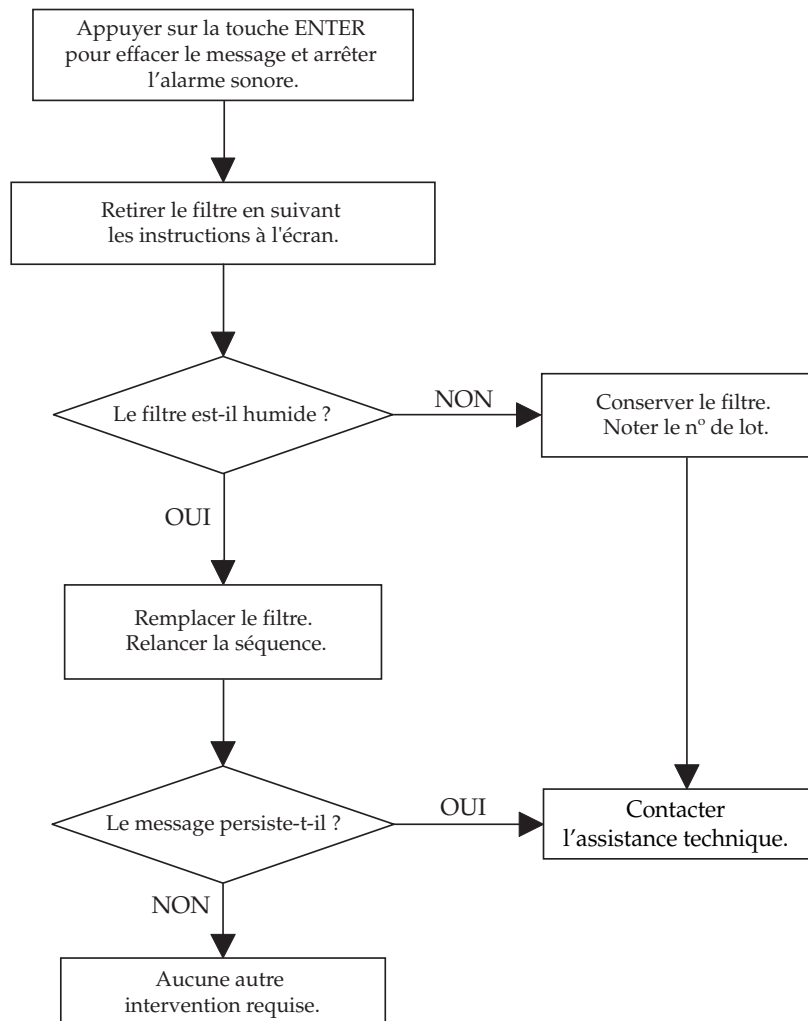 Appuyer sur la touche ENTER
pour effacer le message et arrêter
l’alarme sonore.
Retirer le filtre en suivant
les instructions à l'écran.
Le filtre est-il humide ?
NON
Conserver le filtre.
Noter le nº de lot.
OUI
Remplacer le filtre.
Relancer la séquence.
Le message persiste-t-il ?
OUI
Contacter
l’assistance technique.
NON
Aucune autre
intervention requise.